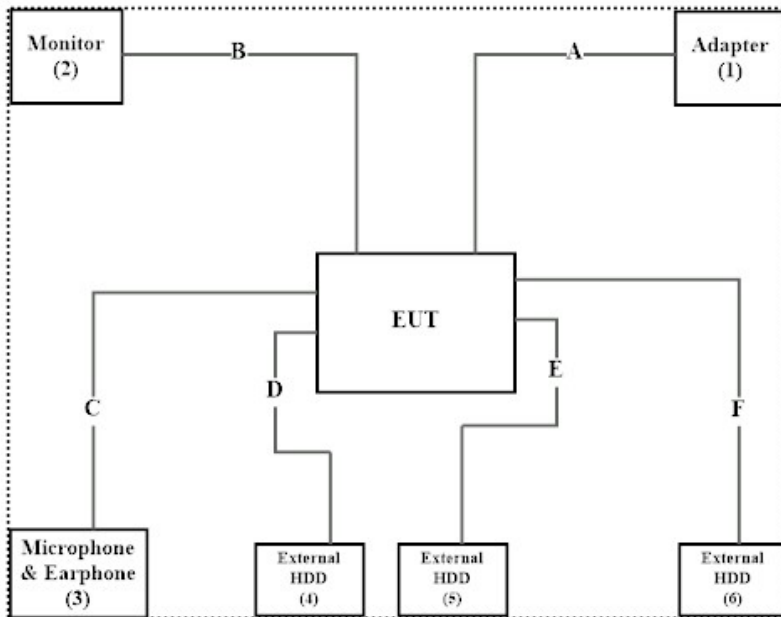 Monitor
(2)
B
A
Adapter
(1)
EUT
C
D
E
F
Microphone
& Earphone
(3)
External
HDD
(4)
External
HDD
(5)
External
HDD
(6)